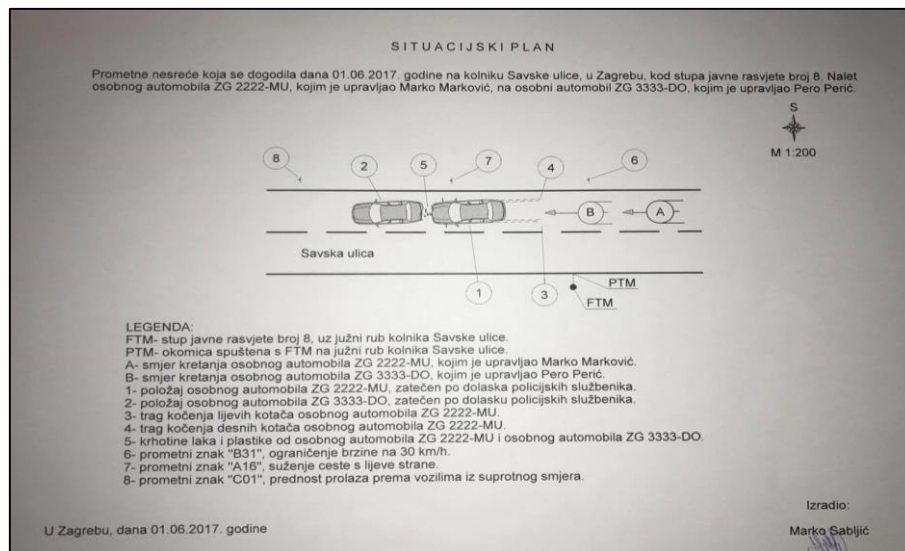 SITUACIJSKI PLAN
Prometne nesreće koja se dogodila dana 01.06.2017. godine na kolniku Savske ulice, u Zagrebu, kod stupa javne rasvjete broj 8. Nalet
osobnog automobila ZG 2222-MU, kojim je upravljao Marko Marković, na osobni automobil ZG 3333-DO, kojim je upravljao Pero Perić.
S
M 1:200
8
2
5
7
4
6
B
A
Savska ulica
1
3
PTM
FTM
LEGENDA:
FTM- stup javne rasvjete broj 8, uz južni rub kolnika Savske ulice.
PTM- okomica spuštena s FTM na južni rub kolnika Savske ulice.
A- smjer kretanja osobnog automobila ZG 2222-MU, kojim je upravljao Marko Marković.
B- smjer kretanja osobnog automobila ZG 3333-DO, kojim je upravljao Pero Perić.
1- položaj osobnog automobila ZG 2222-MU, zatečen po dolaska policijskih službenika.
2- položaj osobnog automobila ZG 3333-DO, zatečen po dolasku policijskih službenika.
3- trag kočenja lijevih kotača osobnog automobila ZG 2222-MU.
4- trag kočenja desnih kotača osobnog automobila ZG 2222-MU.
5- krhotine laka i plastike od osobnog automobila ZG 2222-MU i osobnog automobila ZG 3333-DO.
6- prometni znak "B31", ograničenje brzine na 30 km/h.
7- prometni znak "A16", suženje ceste s lijeve strane.
8- prometni znak "C01", prednost prolaza prema vozilima iz suprotnog smjera.
Izradio:
U Zagrebu, dana 01.06.2017. godine
Marko Sabljić